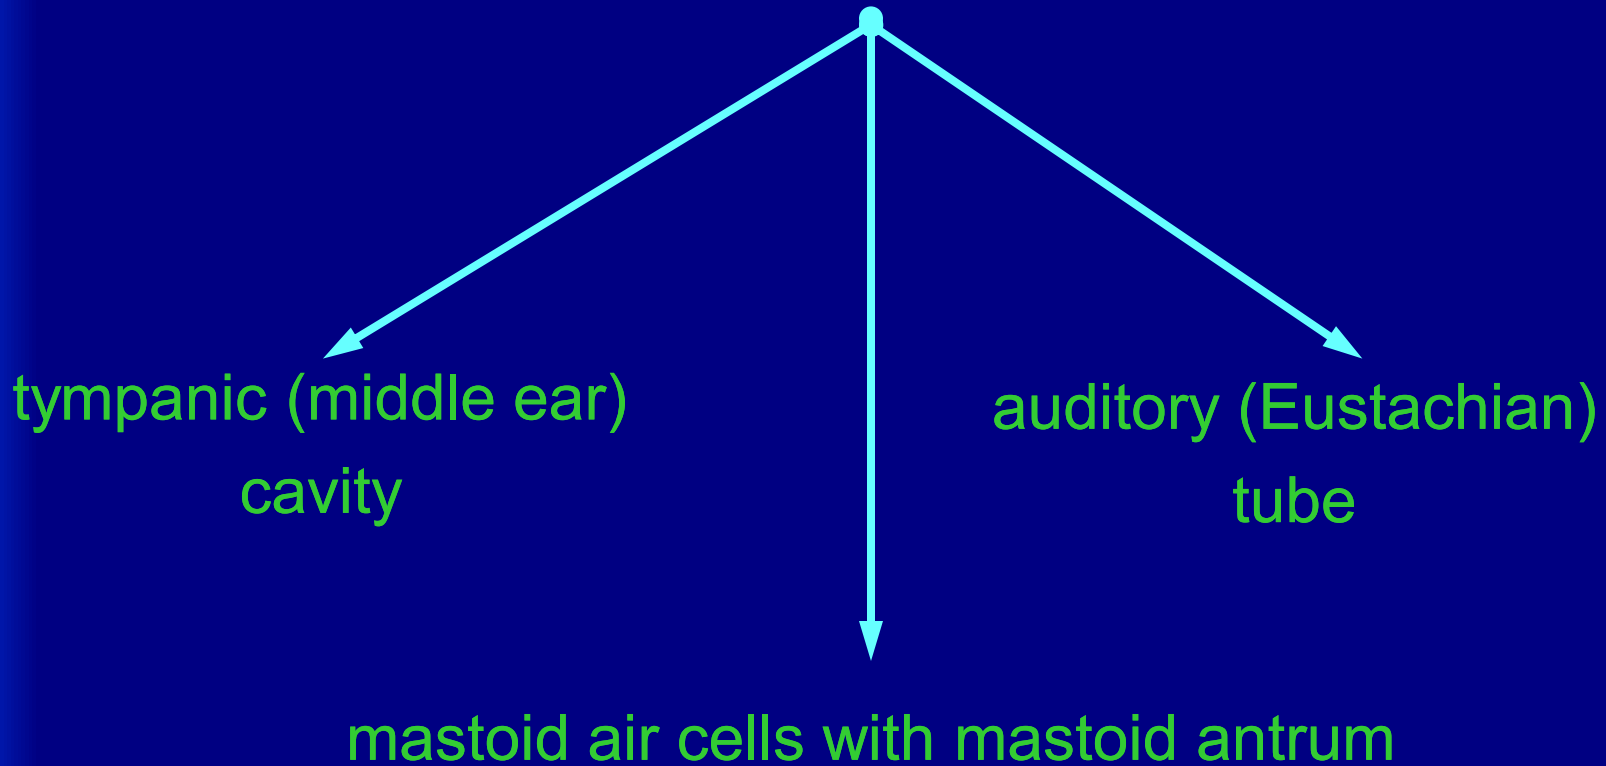 tympanic (middle ear)
cavity
auditory (Eustachian)
tube
mastoid air cells with mastoid antrum